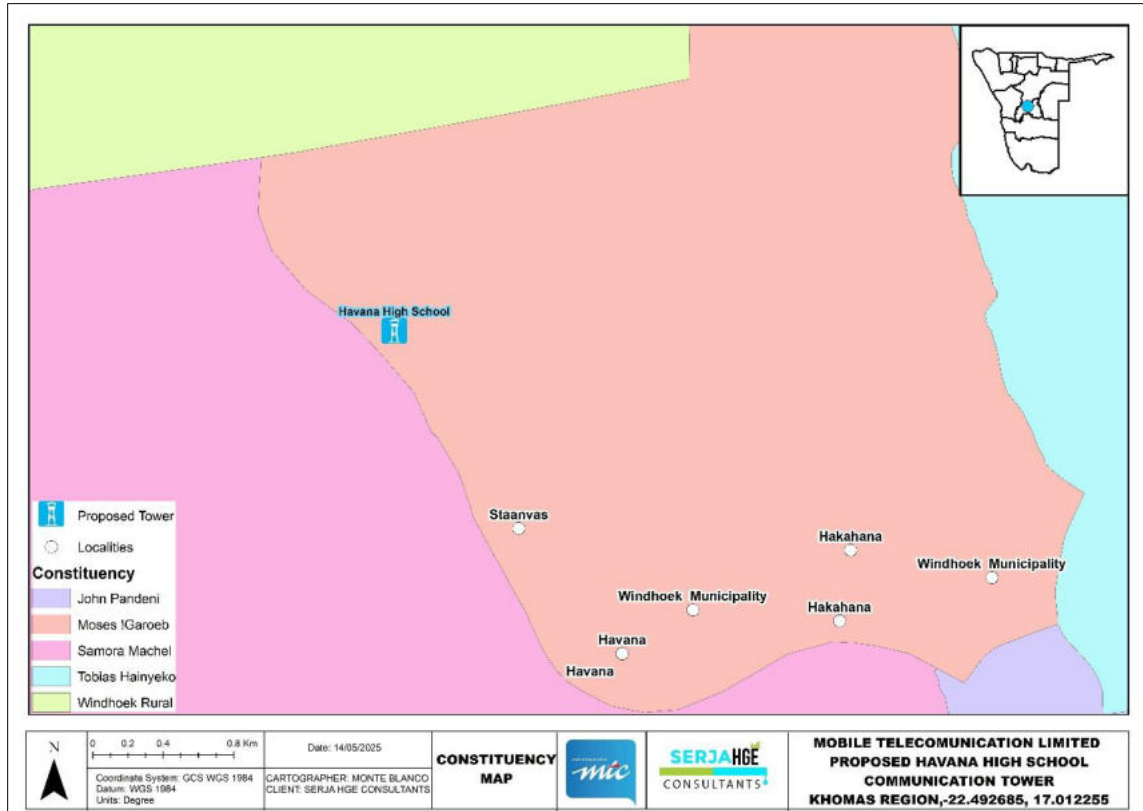 Havana High School
Staanvas
Hakahana
Windhoek Municipality
Windhoek Municipality
Hakahana
Havana
Havana
Proposed Tower
Localities
Constituency
John Pandeni
Moses !Garoeb
Samora Machel
Tobias Hainyeko
Windhoek Rural
N
0 0.2 0.4 0.8 Km
Coordinate System: GCS WGS 1984
Datum: WGS 1984
Units: Degree
Date: 14/05/2025
CARTOGRAPHER: MONTE BLANCO
CLIENT: SERJA HGE CONSULTANTS
CONSTITUENCY
MAP
mtc
SERJA HGE
CONSULTANTS
MOBILE TELECOMUNICATION LIMITED
PROPOSED HAVANA HIGH SCHOOL
COMMUNICATION TOWER
KHOMAS REGION,-22.492685, 17.012255